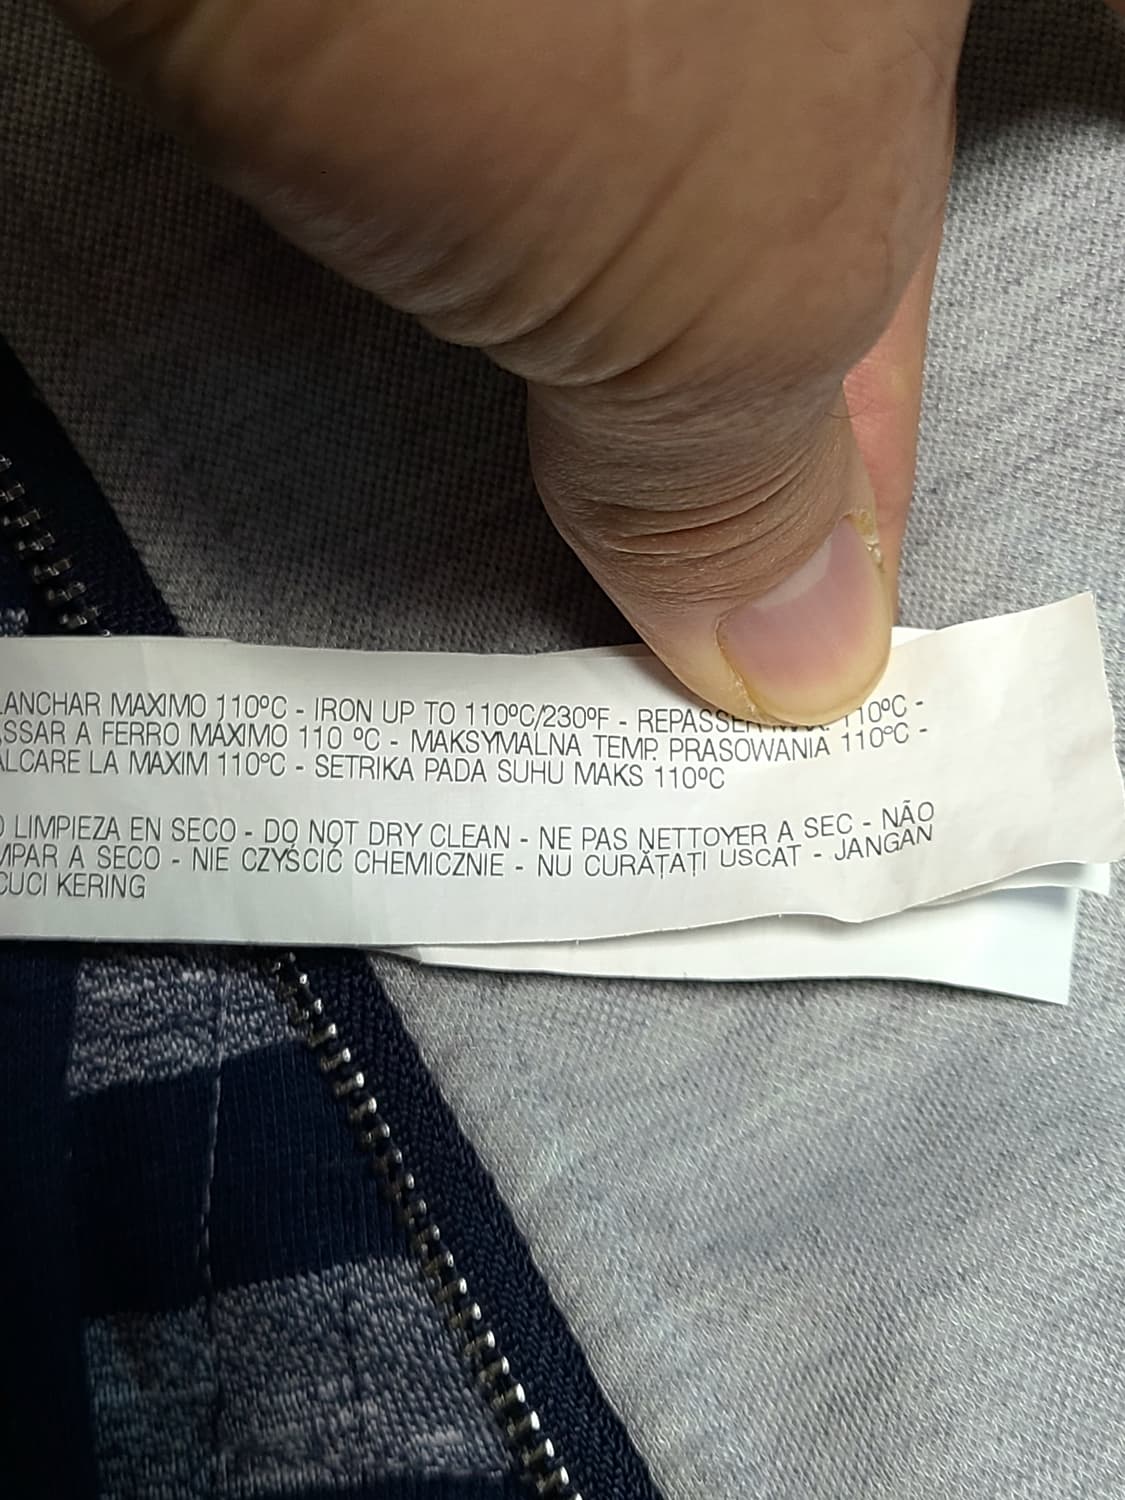 LANCHAR MAXIMO 110ºC - IRON UP TO 110ºC/230ºF - REPASSER 110ºC -
SSAR A FERRO MÁXIMO 110 ºC - MAKSYMALNA TEMP. PRASOWANIA 110ºC -
ALCARE LA MAXIM 110ºC - SETRIKA PADA SUHU MAKS 110ºC
O LIMPIEZA EN SECO - DO NOT DRY CLEAN - NE PAS NETTOYER A SEC - NÃO
MPAR A SECO - NIE CZYŚCIĆ CHEMICZNIE - NU CURĂȚAȚI USCAT - JANGAN
CUCI KERING